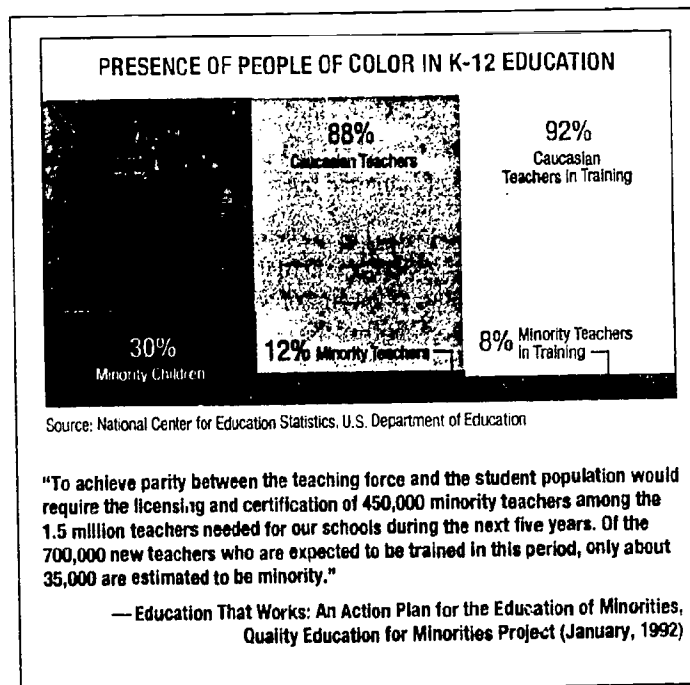 PRESENCE OF PEOPLE OF COLOR IN K-12 EDUCATION
30%
Minority Children
88%
Caucasian Teachers
12% Minority Teachers
92%
Caucasian
Teachers in Training
8% Minority Teachers
in Training
Source: National Center for Education Statistics, U.S. Department of Education
"To achieve parity between the teaching force and the student population would
require the licensing and certification of 450,000 minority teachers among the
1.5 million teachers needed for our schools during the next five years. Of the
700,000 new teachers who are expected to be trained in this period, only about
35,000 are estimated to be minority."
— Education That Works: An Action Plan for the Education of Minorities,
Quality Education for Minorities Project (January, 1992)